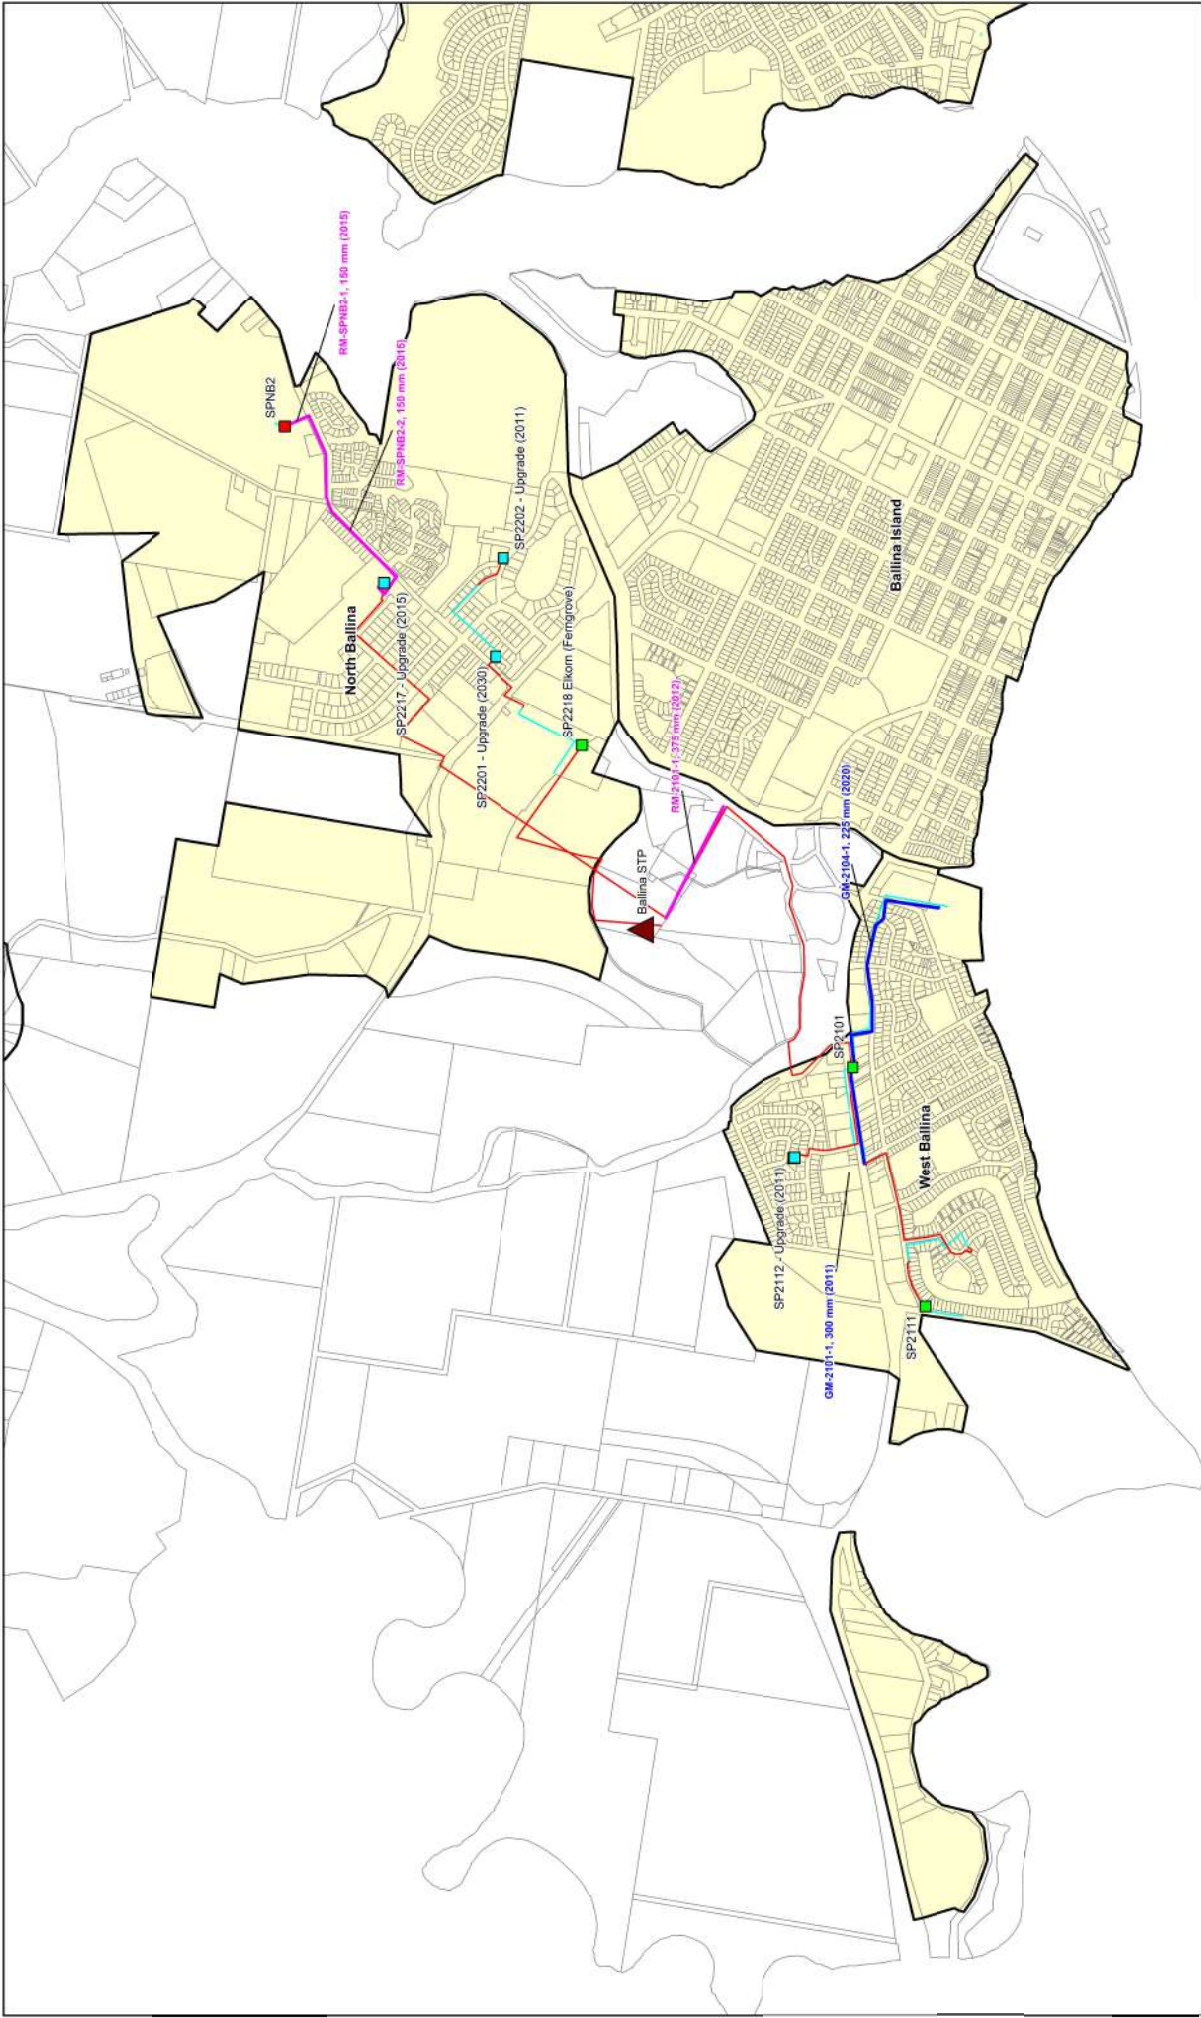 SPNB2
RM-SPNB2-1, 150 mm (2015)
RM-SPNB2-2, 150 mm (2015)
North Ballina
SP2217 - Upgrade (2015)
SP2202 - Upgrade (2011)
SP2201 - Upgrade (2030)
SP2218 Elkom (Ferngrove)
RM-2101-1, 375 mm (2012)
Ballina STP
Ballina Island
GM-2104-1, 225 mm (2020)
SP2101
West Ballina
SP2112 - Upgrade (2011)
GM-2101-1, 300 mm (2011)
SP2111